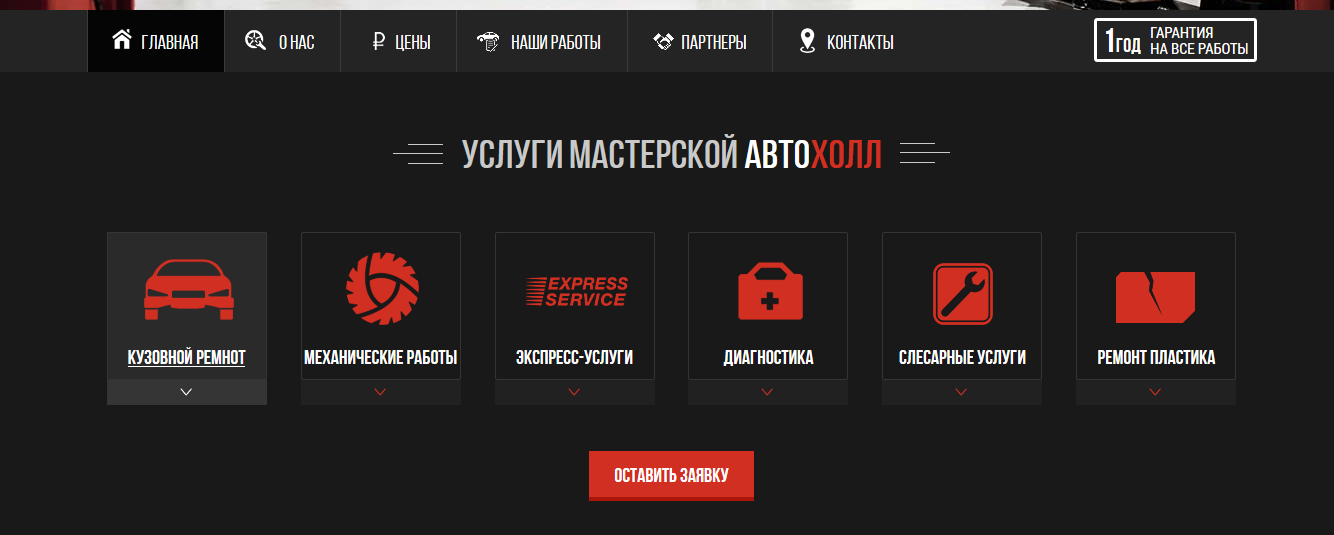 ГЛАВНАЯ
О НАС
ЦЕНЫ
НАШИ РАБОТЫ
ПАРТНЕРЫ
КОНТАКТЫ
1ГОД ГАРАНТИЯ
НА ВСЕ РАБОТЫ
УСЛУГИ МАСТЕРСКОЙ АВТОХОЛЛ
EXPRESS
SERVICE
КУЗОВНОЙ РЕМНОТ
МЕХАНИЧЕСКИЕ РАБОТЫ
ЭКСПРЕСС-УСЛУГИ
ДИАГНОСТИКА
СЛЕСАРНЫЕ УСЛУГИ
РЕМОНТ ПЛАСТИКА
ОСТАВИТЬ ЗАЯВКУ